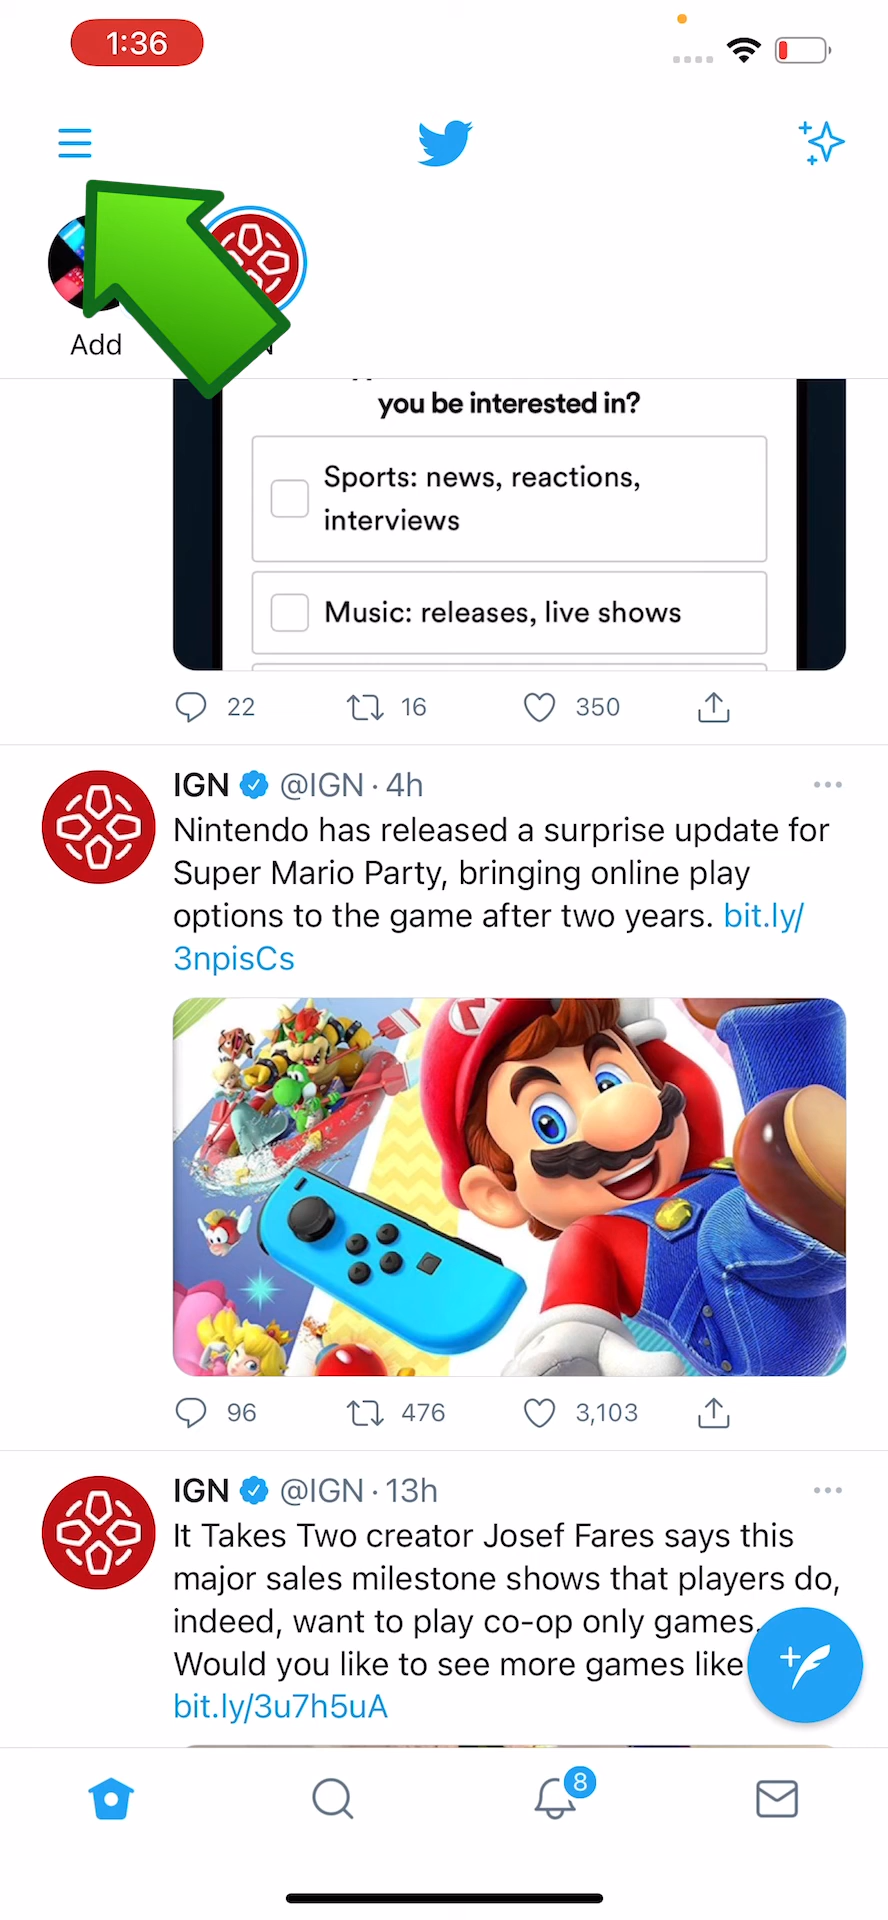 1:36
Add
you be interested in?
Sports: news, reactions,
interviews
Music: releases, live shows
22 16 350
IGN @IGN · 4h
Nintendo has released a surprise update for
Super Mario Party, bringing online play
options to the game after two years. bit.ly/
3npisCs
M
96 476 3,103
IGN @IGN · 13h
It Takes Two creator Josef Fares says this
major sales milestone shows that players do,
indeed, want to play co-op only games.
Would you like to see more games like
bit.ly/3u7h5uA
8